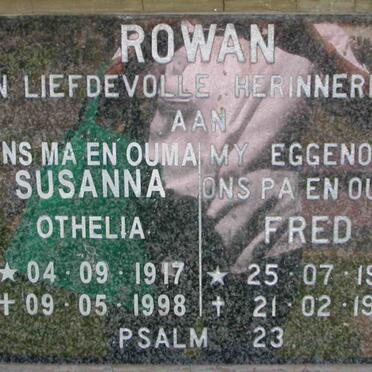 ROWAN
N LIEFDEVOLLE HERINNER
AAN
NS MA EN OUMA
SUSANNA
OTHELIA
★ 04 · 09 · 1917
✝ 09 · 05 · 1998
MY EGGENO
ONS PA EN OU
FRED
★ 25 · 07 · 19
✝ 21 · 02 · 19
PSALM 23